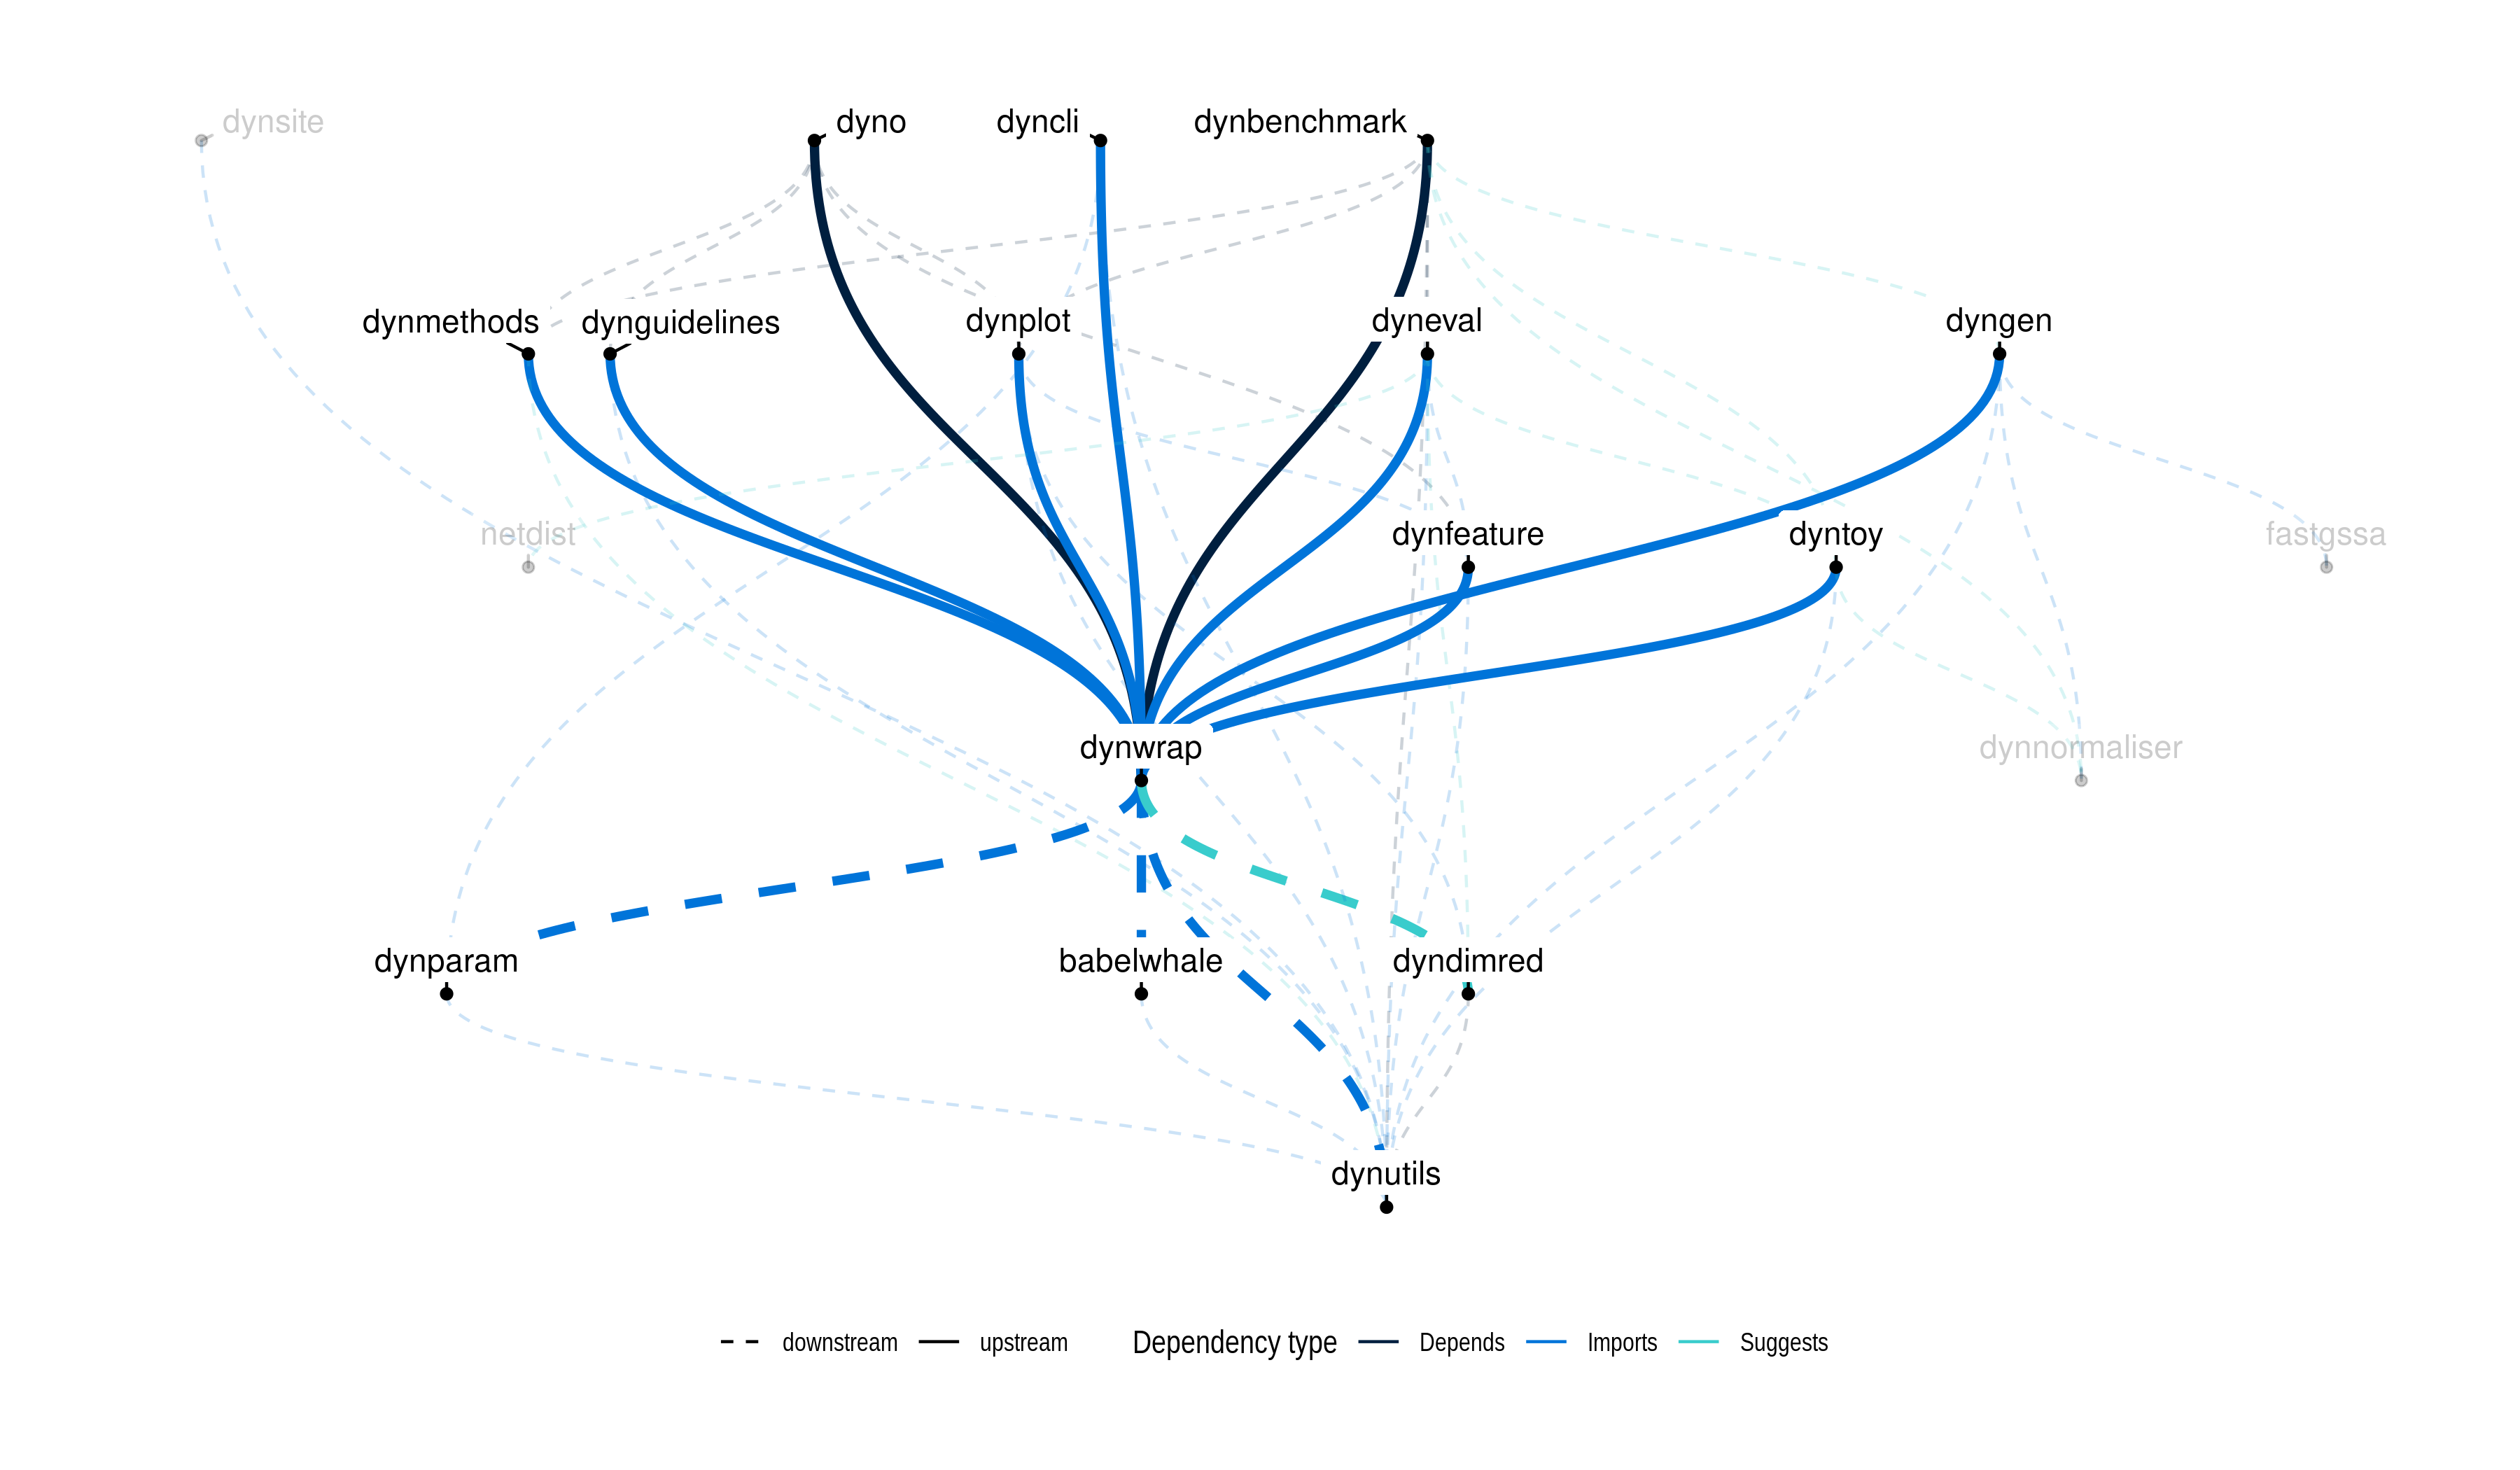 dynsite
dyno
dyncli
dynbenchmark
dynmethods
dynguidelines
dynplot
dyneval
dyngen
netdist
dynfeature
dyntoy
fastgssa
dynwrap
dynnormaliser
dynparam
babelwhale
dyndimred
dynutils
downstream upstream Dependency type Depends Imports Suggests